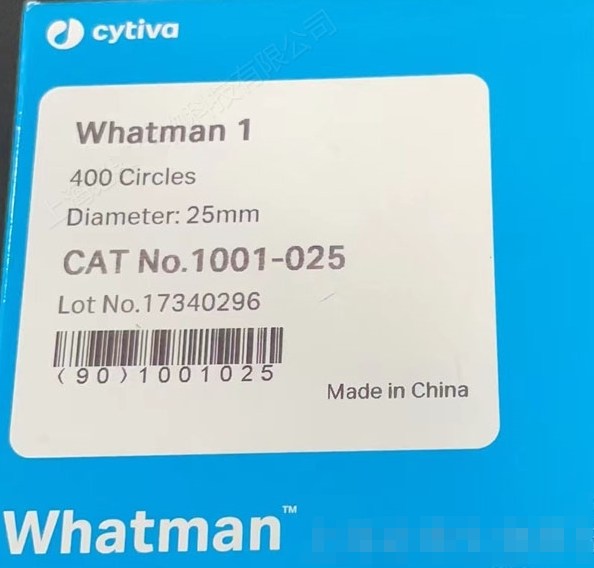 cytiva
Whatman 1
400 Circles
Diameter: 25mm
CAT No.1001-025
Lot No.17340296
(90)1001025
Made in China
Whatman™